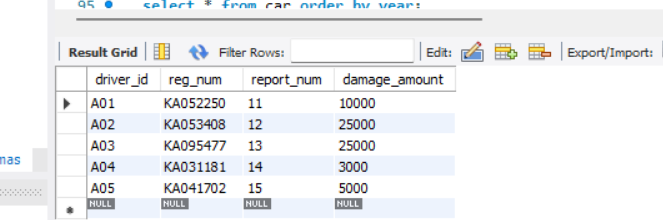 95 select * from car order by year;
Result Grid Filter Rows: Edit: Export/Import:
driver_id reg_num report_num damage_amount
A01 KA052250 11 10000
A02 KA053408 12 25000
A03 KA095477 13 25000
A04 KA031181 14 3000
mas
A05 KA041702 15 5000
NULL NULL NULL NULL